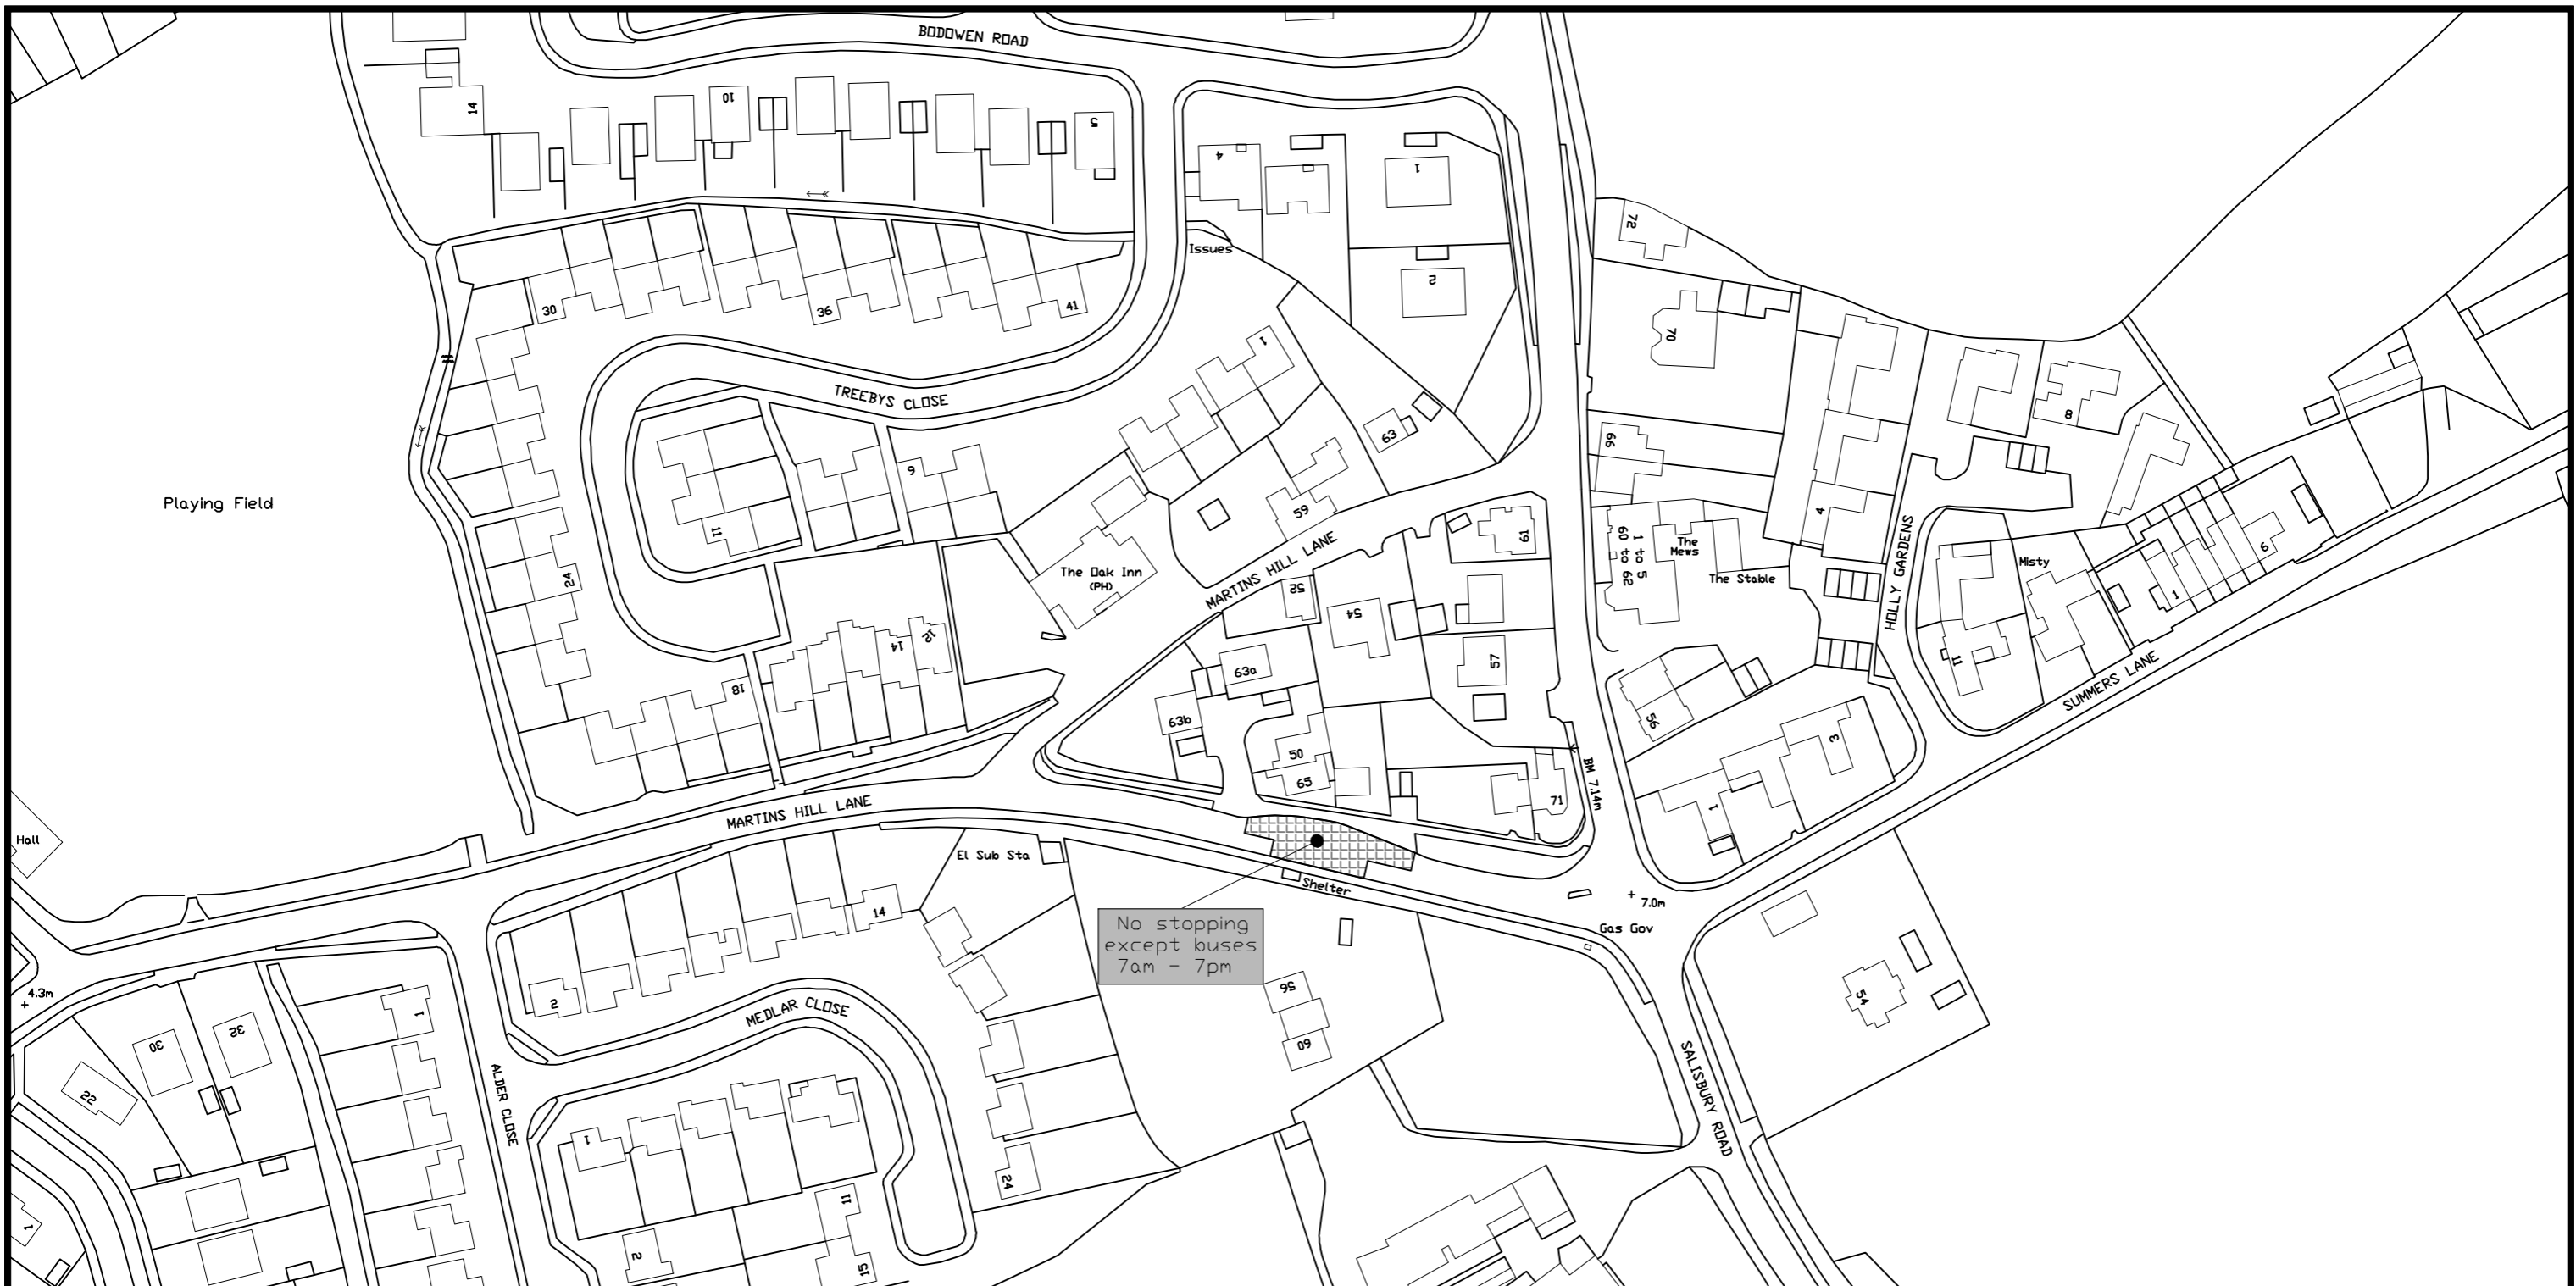 BODOWEN ROAD
14
10
5
4
1
72
Issues
2
30
36
41
70
1
TREEBYS CLOSE
63
66
8
9
Playing Field
11
59
61
4
MARTINS HILL LANE
The Oak Inn
(PH)
1 to 5
60 to 62
The
Mews
The Stable
HOLLY GARDENS
Misty
6
1
24
52
54
12
14
57
63a
11
SUMMERS LANE
18
63b
56
3
50
65
BM 7.14m
71
1
MARTINS HILL LANE
Hall
El Sub Sta
Shelter
14
7.0m
No stopping
except buses
7am - 7pm
Gas Gov
4.3m
2
56
54
1
MEDLAR CLOSE
30
32
60
SALISBURY ROAD
22
ALDER CLOSE
1
24
11
1
2
15